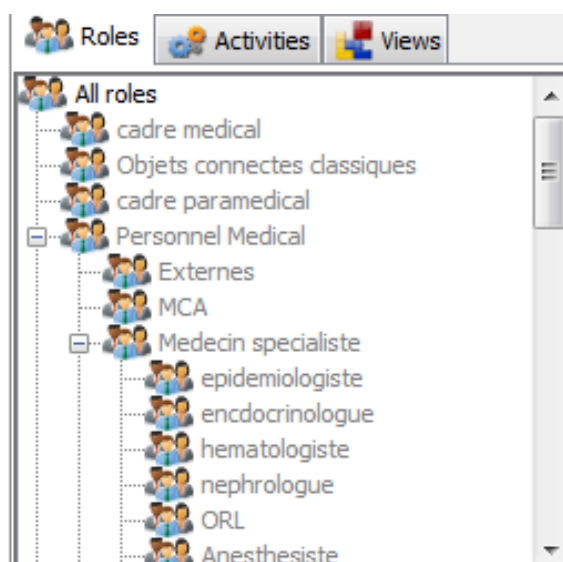 Roles Activities Views
All roles
cadre medical
Objets connectes classiques
cadre paramedical
Personnel Medical
Externes
MCA
Medecin specialiste
epidemiologiste
encdocrinologue
hematologiste
nephrologue
ORL
Anesthesiste